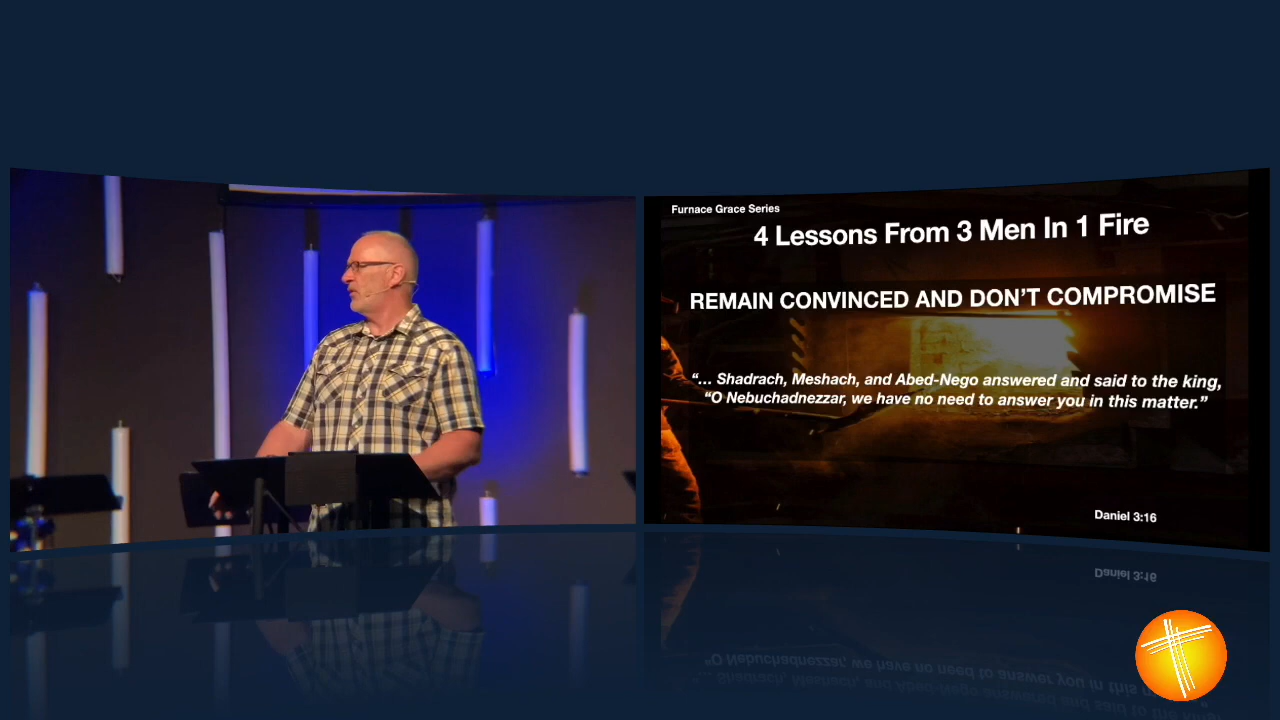 Furnace Grace Series
4 Lessons From 3 Men In 1 Fire
REMAIN CONVINCED AND DON'T COMPROMISE
“... Shadrach, Meshach, and Abed-Nego answered and said to the king,
“O Nebuchadnezzar, we have no need to answer you in this matter.”
Daniel 3:16